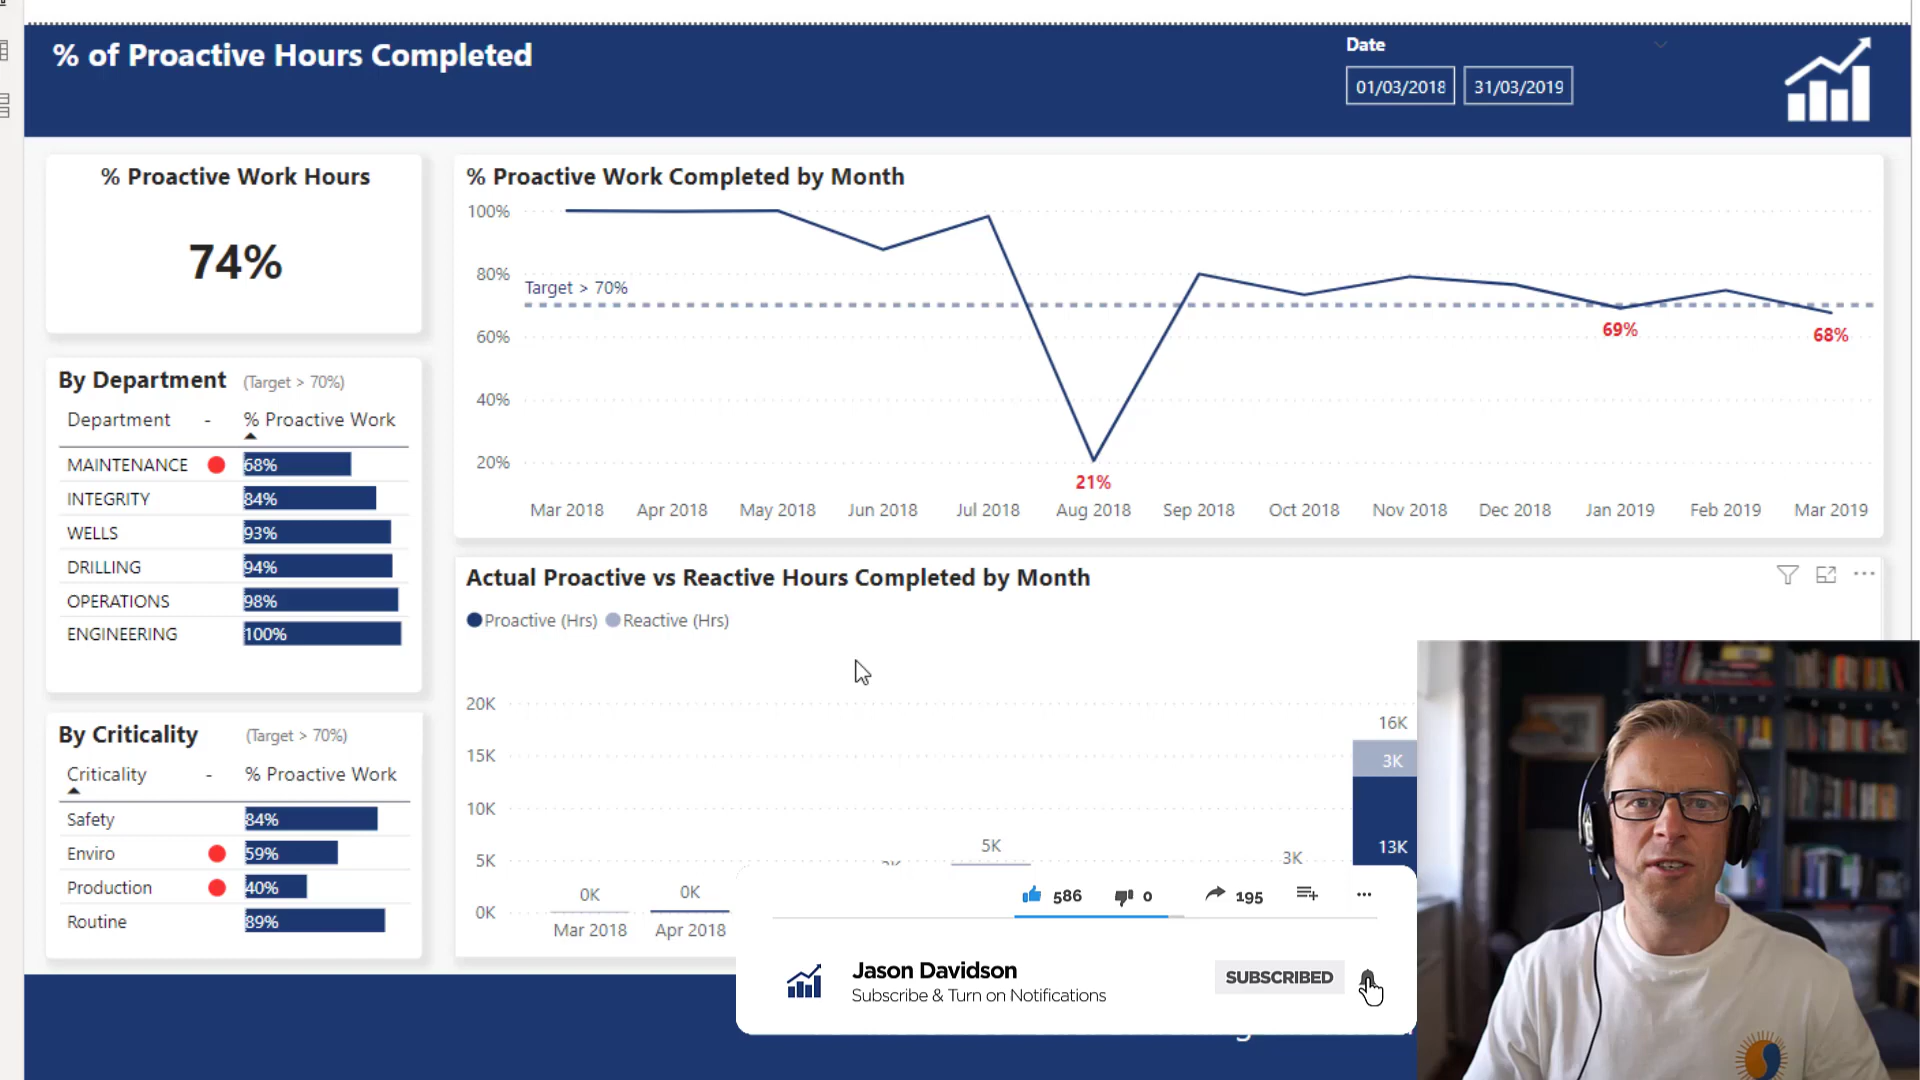 % of Proactive Hours Completed
Date
01/03/2018 31/03/2019
% Proactive Work Hours
74%
% Proactive Work Completed by Month
100%
80%
Target > 70%
60%
69%
68%
40%
20%
21%
Mar 2018 Apr 2018 May 2018 Jun 2018 Jul 2018 Aug 2018 Sep 2018 Oct 2018 Nov 2018 Dec 2018 Jan 2019 Feb 2019 Mar 2019
By Department (Target > 70%)
Department - % Proactive Work
MAINTENANCE 68%
INTEGRITY 84%
WELLS 93%
DRILLING 94%
OPERATIONS 98%
ENGINEERING 100%
By Criticality (Target > 70%)
Criticality - % Proactive Work
Safety 84%
Enviro 59%
Production 40%
Routine 89%
Actual Proactive vs Reactive Hours Completed by Month
Proactive (Hrs) Reactive (Hrs)
20K
16K
15K
3K
10K
13K
5K
5K
3K
0K
0K
0K
Mar 2018 Apr 2018
586 0 195
Jason Davidson
Subscribe & Turn on Notifications
SUBSCRIBED